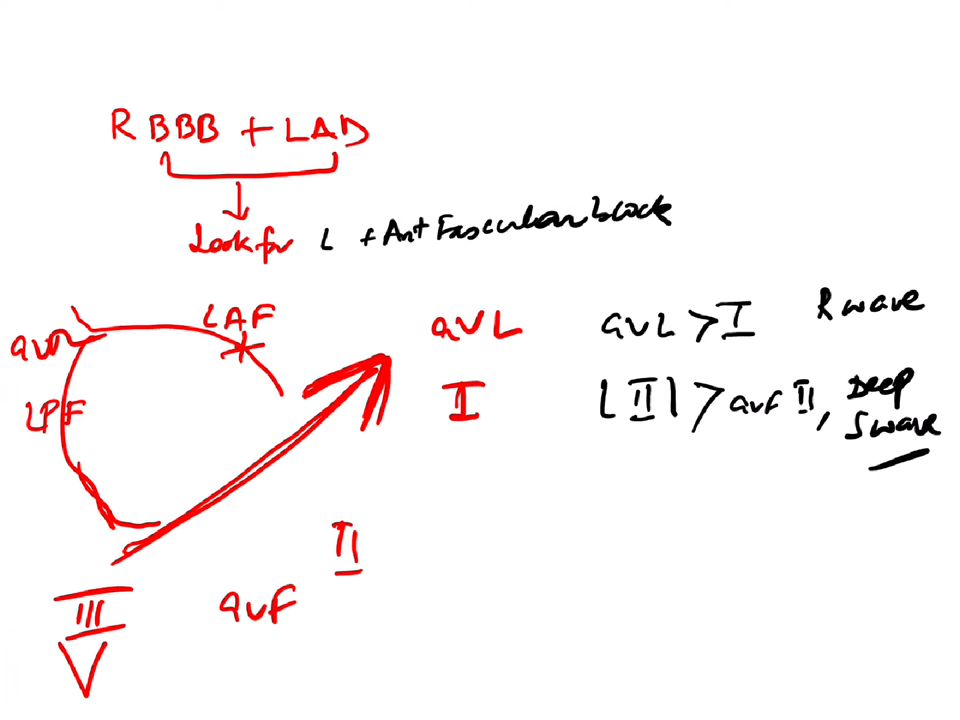 RBBB + LAD
Look for L + Ant Fascicular block
LAF
aVR
LPF
aVL
I
aVL > I R wave
|II| > aVF II, Deep
S wave
II
aVF
III